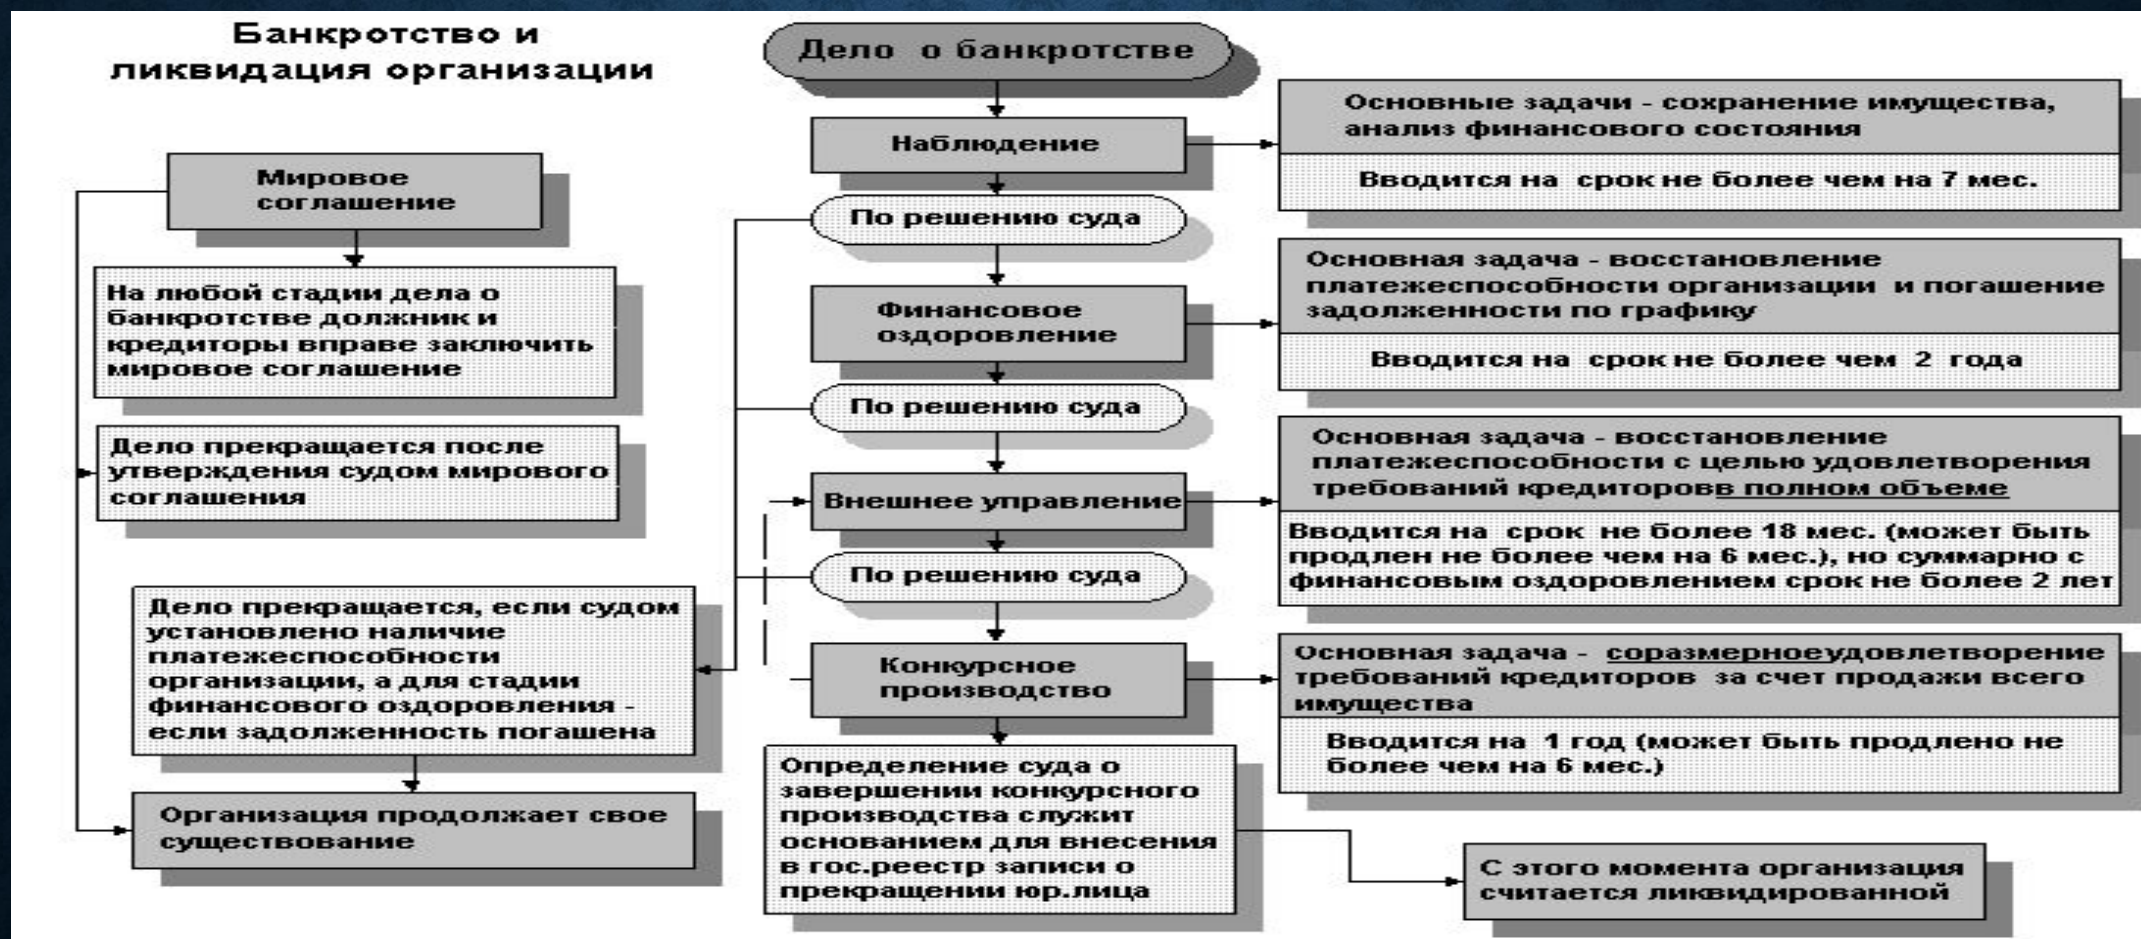 Банкротство и
ликвидация организации
Дело о банкротстве
Наблюдение
Основные задачи - сохранение имущества,
анализ финансового состояния
Вводится на срок не более чем на 7 мес.
По решению суда
Мировое
соглашение
На любой стадии дела о
банкротстве должник и
кредиторы вправе заключить
мировое соглашение
Дело прекращается после
утверждения судом мирового
соглашения
Финансовое
оздоровление
Основная задача - восстановление
платежеспособности организации и погашение
задолженности по графику
Вводится на срок не более чем 2 года
По решению суда
Внешнее управление
Основная задача - восстановление
платежеспособности с целью удовлетворения
требований кредиторовв полном объеме
Вводится на срок не более 18 мес. (может быть
продлен не более чем на 6 мес.), но суммарно с
финансовым оздоровлением срок не более 2 лет
По решению суда
Дело прекращается, если судом
установлено наличие
платежеспособности
организации, а для стадии
финансового оздоровления -
если задолженность погашена
Организация продолжает свое
существование
Конкурсное
производство
Основная задача - соразмерноеудовлетворение
требований кредиторов за счет продажи всего
имущества
Вводится на 1 год (может быть продлено не
более чем на 6 мес.)
Определение суда о
завершении конкурсного
производства служит
основанием для внесения
в гос.реестр записи о
прекращении юр.лица
С этого момента организация
считается ликвидированной